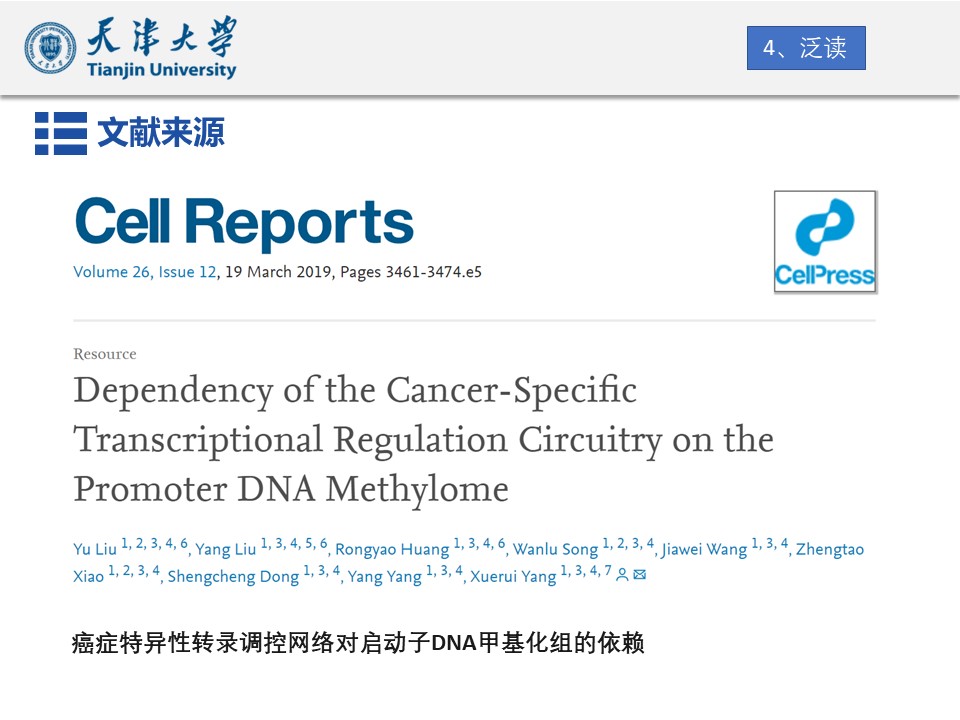 天津大学
Tianjin University
4、泛读
文献来源
Cell Reports
Volume 26, Issue 12, 19 March 2019, Pages 3461-3474.e5
CellPress
Resource
Dependency of the Cancer-Specific
Transcriptional Regulation Circuitry on the
Promoter DNA Methylome
Yu Liu 1, 2, 3, 4, 6, Yang Liu 1, 3, 4, 5, 6, Rongyao Huang 1, 3, 4, 6, Wanlu Song 1, 2, 3, 4, Jiawei Wang 1, 3, 4, Zhengtao
Xiao 1, 2, 3, 4, Shengcheng Dong 1, 3, 4, Yang Yang 1, 3, 4, Xuerui Yang 1, 3, 4, 7
癌症特异性转录调控网络对启动子DNA甲基化组的依赖